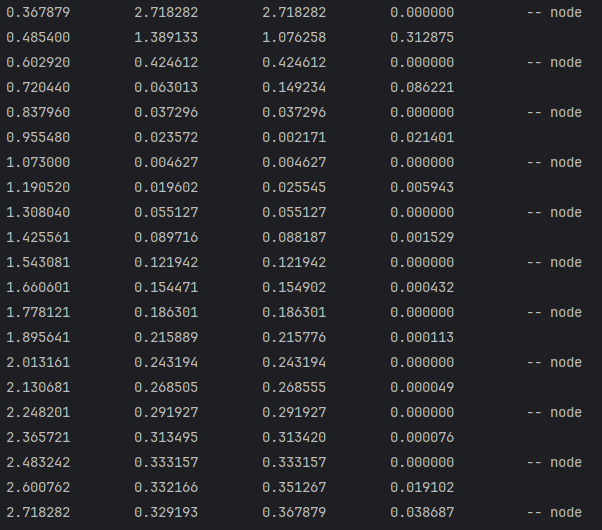 0.367879 2.718282 2.718282 0.000000 -- node
0.485400 1.389133 1.076258 0.312875
0.602920 0.424612 0.424612 0.000000 -- node
0.720440 0.063013 0.149234 0.086221
0.837960 0.037296 0.037296 0.000000 -- node
0.955480 0.023572 0.002171 0.021401
1.073000 0.004627 0.004627 0.000000 -- node
1.190520 0.019602 0.025545 0.005943
1.308040 0.055127 0.055127 0.000000 -- node
1.425561 0.089716 0.088187 0.001529
1.543081 0.121942 0.121942 0.000000 -- node
1.660601 0.154471 0.154902 0.000432
1.778121 0.186301 0.186301 0.000000 -- node
1.895641 0.215889 0.215776 0.000113
2.013161 0.243194 0.243194 0.000000 -- node
2.130681 0.268505 0.268555 0.000049
2.248201 0.291927 0.291927 0.000000 -- node
2.365721 0.313495 0.313420 0.000076
2.483242 0.333157 0.333157 0.000000 -- node
2.600762 0.332166 0.351267 0.019102
2.718282 0.329193 0.367879 0.038687 -- node